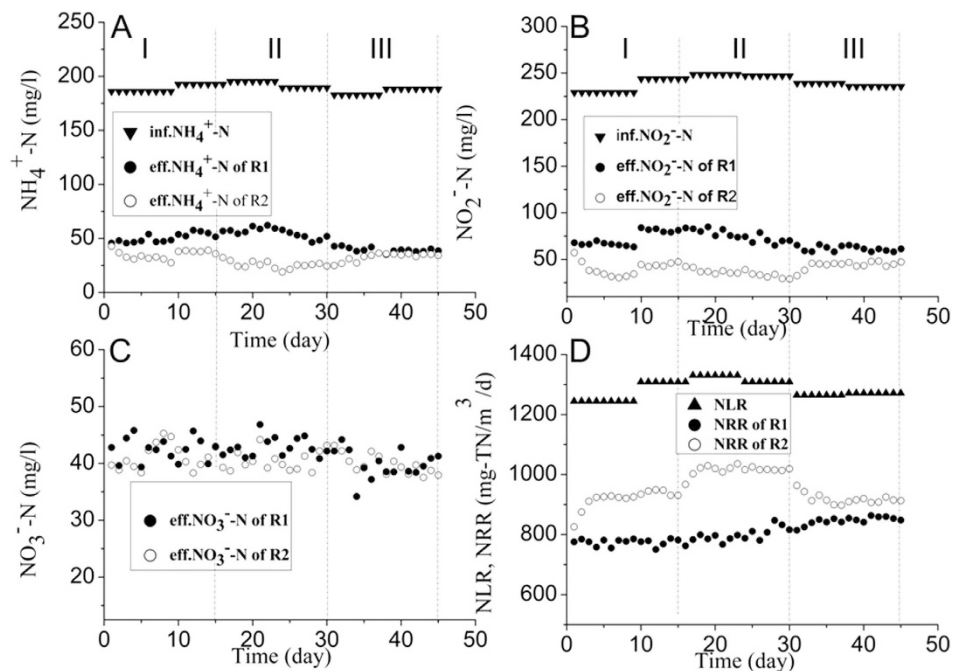 A
I II III
NH₄⁺-N (mg/l)
250
200
150
100
50
0
inf.NH₄⁺-N
eff.NH₄⁺-N of R1
eff.NH₄⁺-N of R2
0 10 20 30 40 50
Time (day)
B
I II III
NO₂⁻-N (mg/l)
300
250
200
150
100
50
inf.NO₂⁻-N
eff.NO₂⁻-N of R1
eff.NO₂⁻-N of R2
0 10 20 30 40 50
Time (day)
C
NO₃⁻-N (mg/l)
60
50
40
30
20
eff.NO₃⁻-N of R1
eff.NO₃⁻-N of R2
0 10 20 30 40 50
Time (day)
D
NLR, NRR (mg-TN/m³/d)
1400
1200
1000
800
600
NLR
NRR of R1
NRR of R2
0 10 20 30 40 50
Time (day)